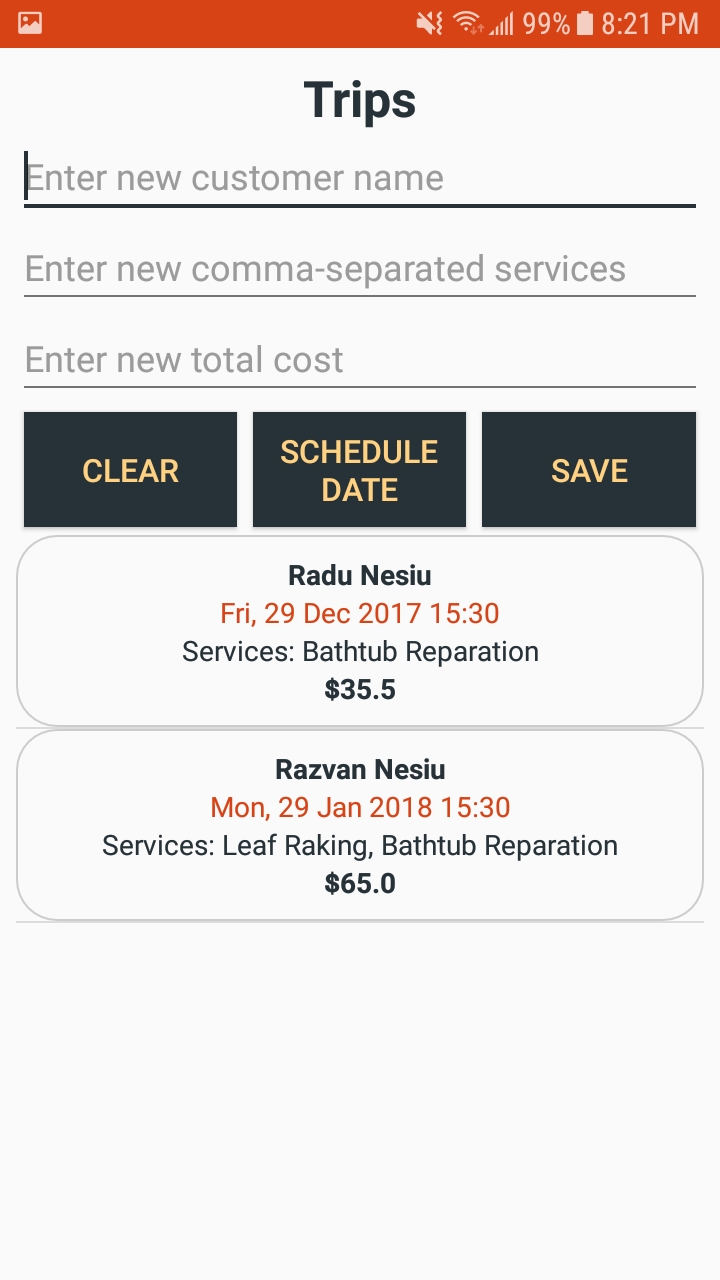 99% 8:21 PM
Trips
Enter new customer name
Enter new comma-separated services
Enter new total cost
CLEAR
SCHEDULE
DATE
SAVE
Radu Nesiu
Fri, 29 Dec 2017 15:30
Services: Bathtub Reparation
$35.5
Razvan Nesiu
Mon, 29 Jan 2018 15:30
Services: Leaf Raking, Bathtub Reparation
$65.0